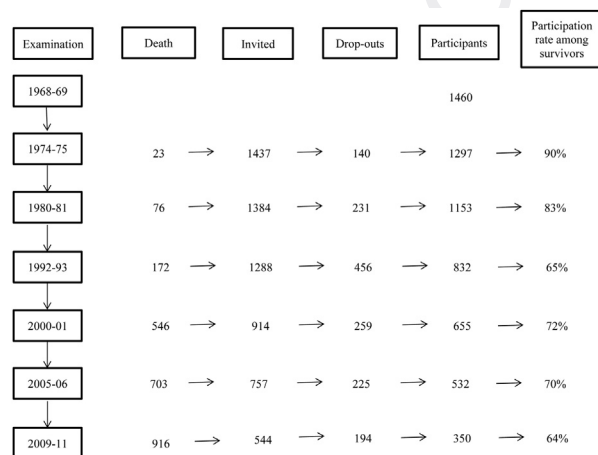 Examination Death Invited Drop-outs Participants Participation rate among survivors
1968-69 1460
1974-75 23 1437 140 1297 90%
1980-81 76 1384 231 1153 83%
1992-93 172 1288 456 832 65%
2000-01 546 914 259 655 72%
2005-06 703 757 225 532 70%
2009-11 916 544 194 350 64%